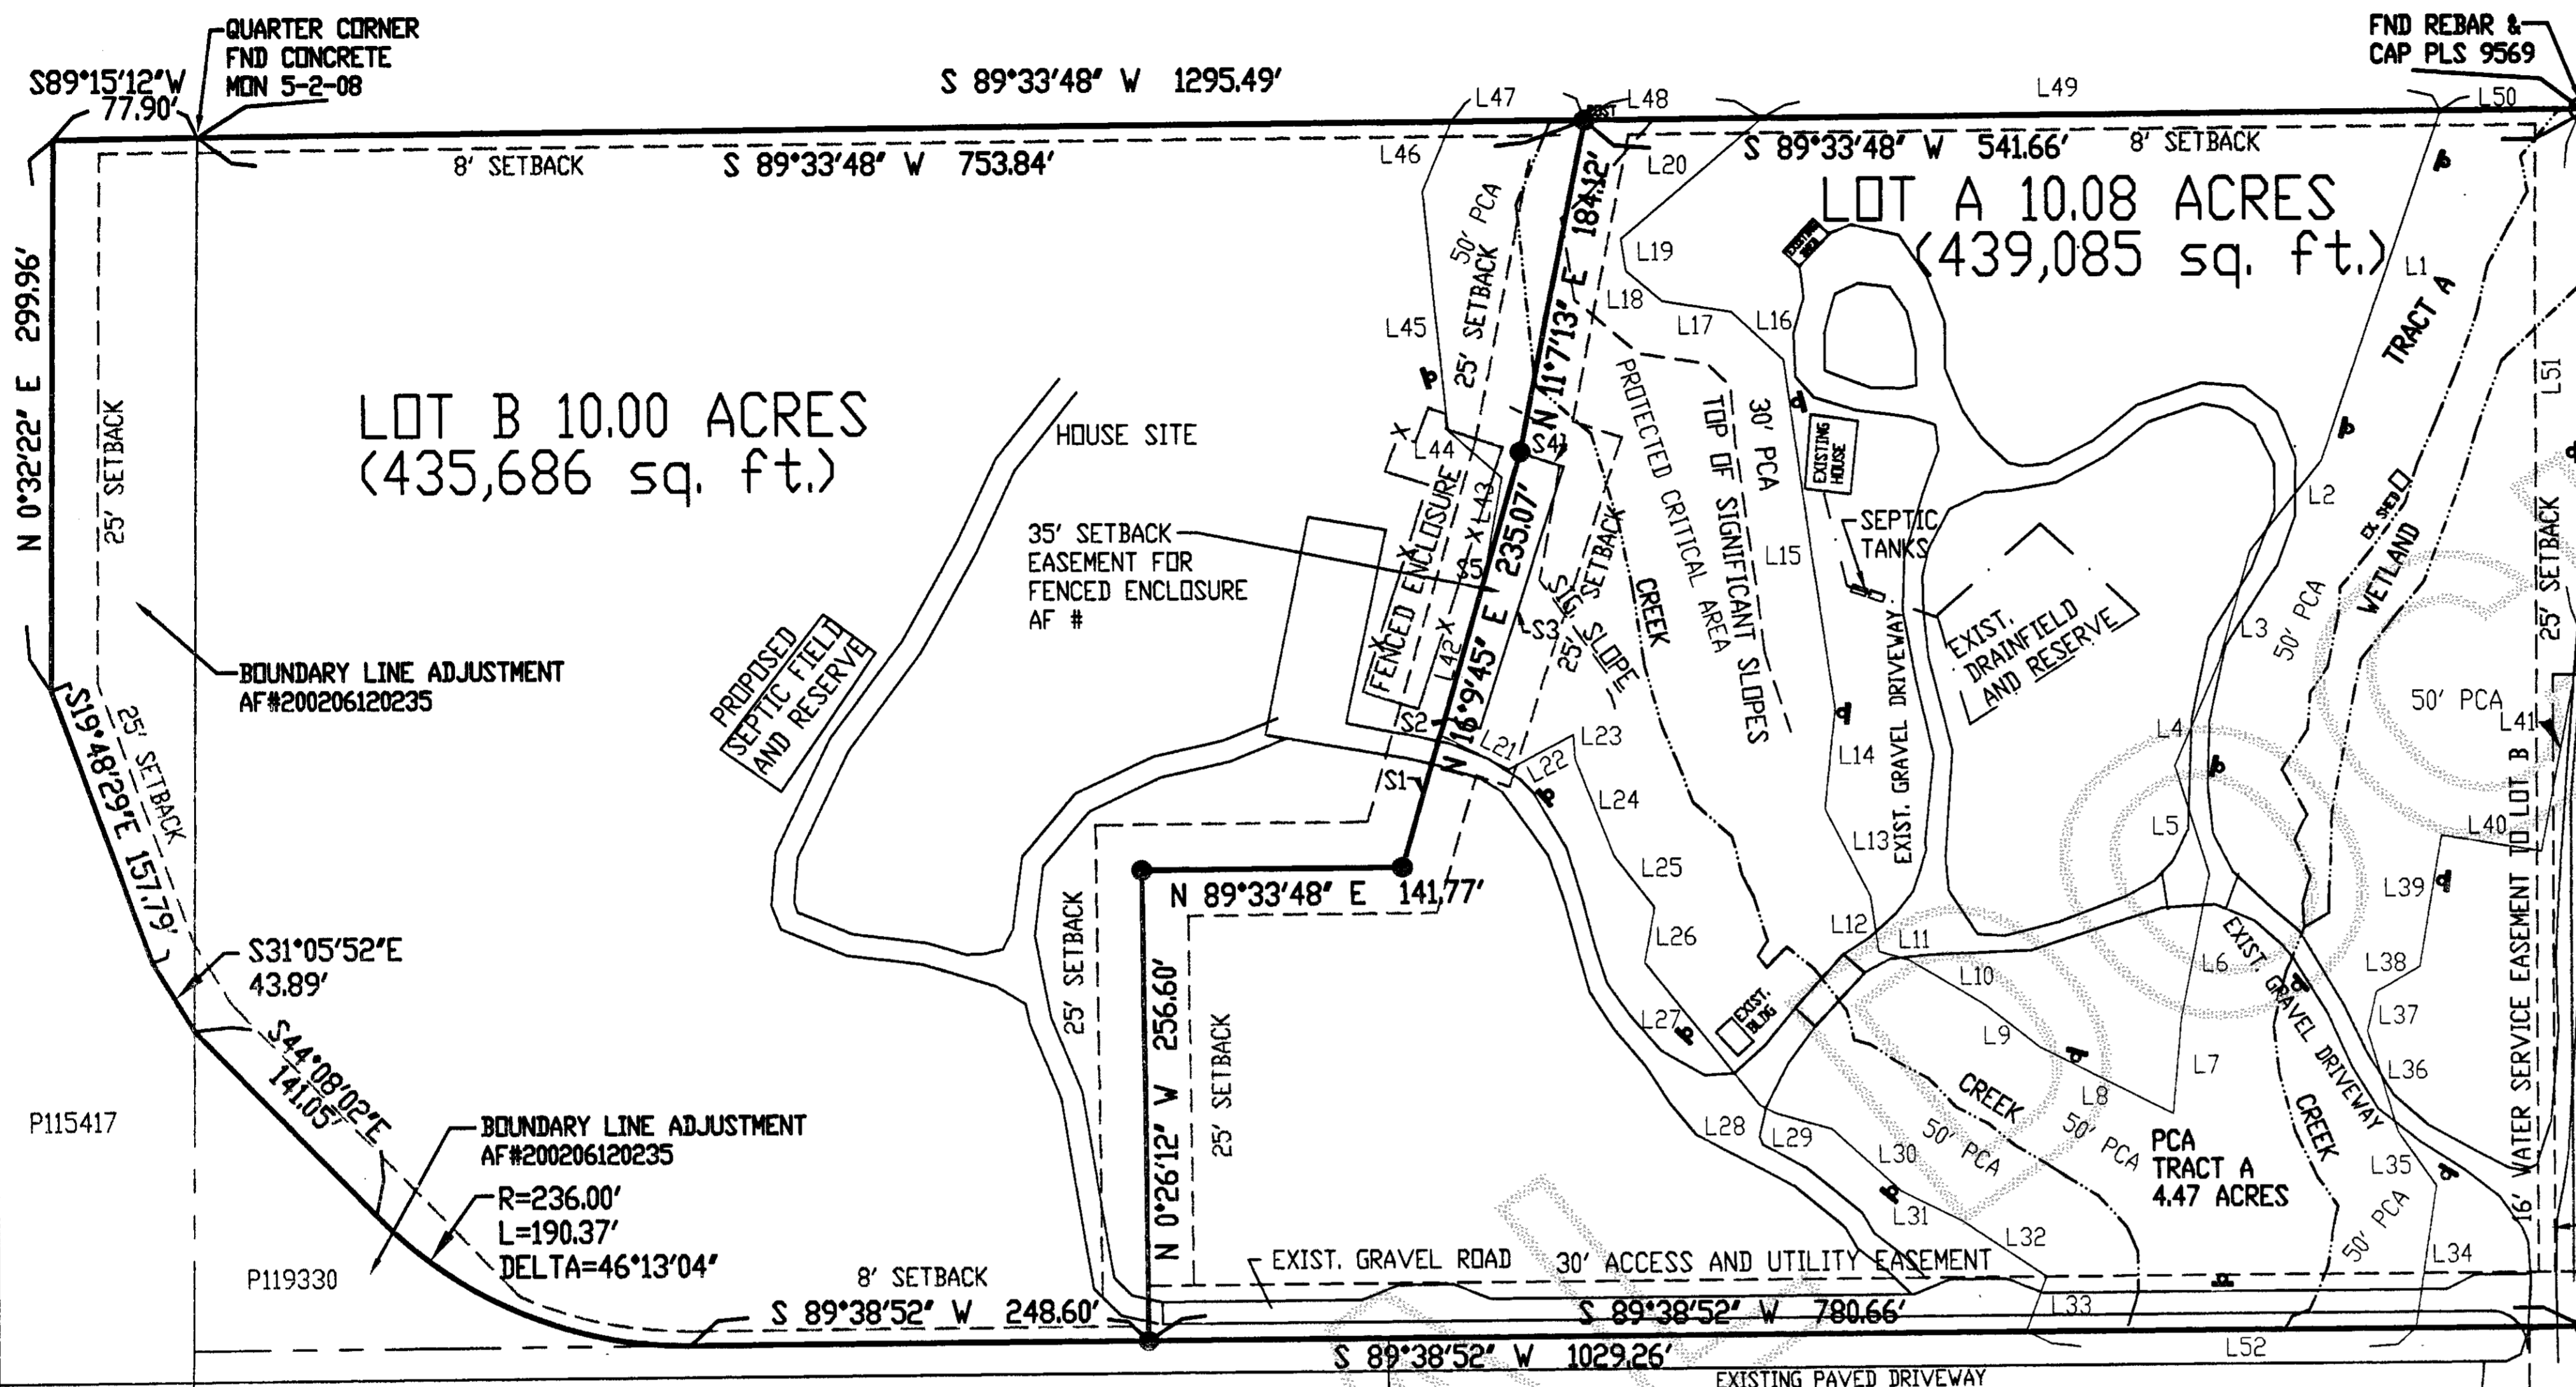 QUARTER CORNER
FND CONCRETE
MON 5-2-08
S89°15'12"W
77.90'
S 89°33'48" W 1295.49'
FND REBAR &
CAP PLS 9569
L47
L48
L49
L50
POST
8' SETBACK
S 89°33'48" W 753.84'
L46
L20
S 89°33'48" W 541.66'
8' SETBACK
LOT A 10.08 ACRES
(439,085 sq. ft.)
N 0°32'22" E 299.96'
25' SETBACK
LOT B 10.00 ACRES
(435,686 sq. ft.)
HOUSE SITE
50' PCA
25' SETBACK
L45
N 11°7'13" E 184.12'
L19
L18
L17
L16
L1
TRACT A
L51
L44
S4
FENCED ENCLOSURE
L43
S5
L42
35' SETBACK
EASEMENT FOR
FENCED ENCLOSURE
AF #
N 16°9'45" E 235.07'
S3
S2
S1
25' SETBACK
SIG. SLOPE
CREEK
PROTECTED CRITICAL AREA
TOP OF SIGNIFICANT SLOPES
30' PCA
L15
EXISTING
HOUSE
SEPTIC
TANKS
EXIST. GRAVEL DRIVEWAY
EXIST.
DRAINFIELD
AND RESERVE
L2
EX. SHED
WETLAND
L3
50' PCA
25' SETBACK
BOUNDARY LINE ADJUSTMENT
AF#200206120235
PROPOSED
SEPTIC FIELD
AND RESERVE
S19°48'29"E 157.79'
25' SETBACK
L21
L22
L23
L24
L25
L26
L27
L14
L13
L12
L11
L10
L9
L8
L7
L6
L5
L4
50' PCA
L41
L40
L39
L38
L37
L36
L35
L34
16' WATER SERVICE EASEMENT TO LOT B
N 89°33'48" E 141.77'
25' SETBACK
N 0°26'12" W 256.60'
25' SETBACK
S31°05'52"E
43.89'
S44°08'02"E
141.05'
EXIST.
BLDG
EXIST. GRAVEL DRIVEWAY
CREEK
50' PCA
50' PCA
CREEK
PCA
TRACT A
4.47 ACRES
50' PCA
L28
L29
L30
L31
L32
L33
P115417
BOUNDARY LINE ADJUSTMENT
AF#200206120235
R=236.00'
L=190.37'
DELTA=46°13'04"
P119330
8' SETBACK
S 89°38'52" W 248.60'
EXIST. GRAVEL ROAD
30' ACCESS AND UTILITY EASEMENT
S 89°38'52" W 780.66'
S 89°38'52" W 1029.26'
L52
EXISTING PAVED DRIVEWAY